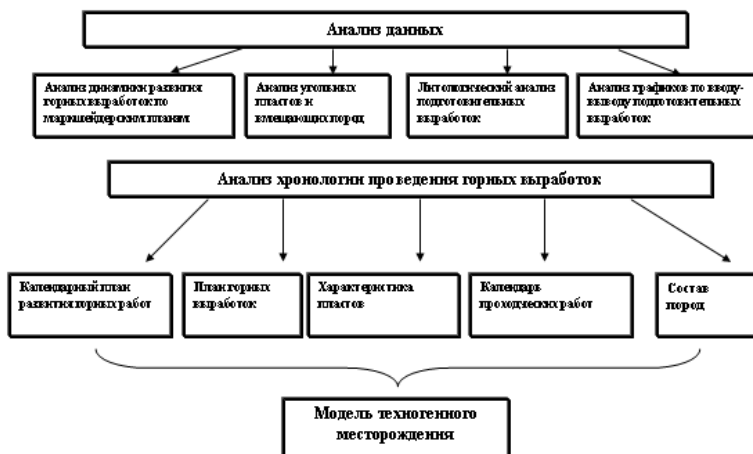 Анализ данных
Анализ динамики развития
горных выработок по
маркшейдерским планам
Анализ угольных
пластов и
вмещающих пород
Литологический анализ
подготовительных
выработок
Анализ графиков по вводу-
выводу подготовительных
выработок
Анализ хронологии проведения горных выработок
Календарный план
развития горных работ
План горных
выработок
Характеристика
пластов
Календарь
проходческих работ
Состав
пород
Модель техногенного
месторождения